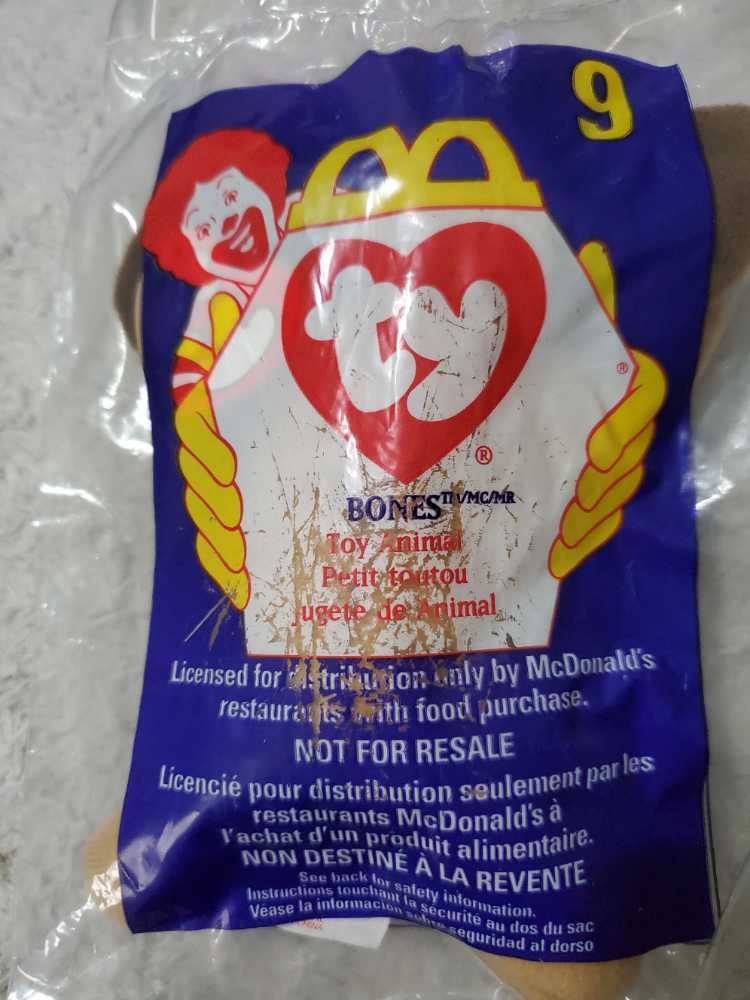 9
ty
®
®
BONES TM/MC/MR
Toy Animal
Petit toutou
Jugete de Animal
Licensed for distribution only by McDonald's
restaurants with food purchase.
NOT FOR RESALE
Licencié pour distribution seulement par les
restaurants McDonald's à
l'achat d'un produit alimentaire.
NON DESTINÉ À LA REVENTE
See back for safety information.
Instructions touchant la sécurité au dos du sac
Vease la informacion sobre seguridad al dorso